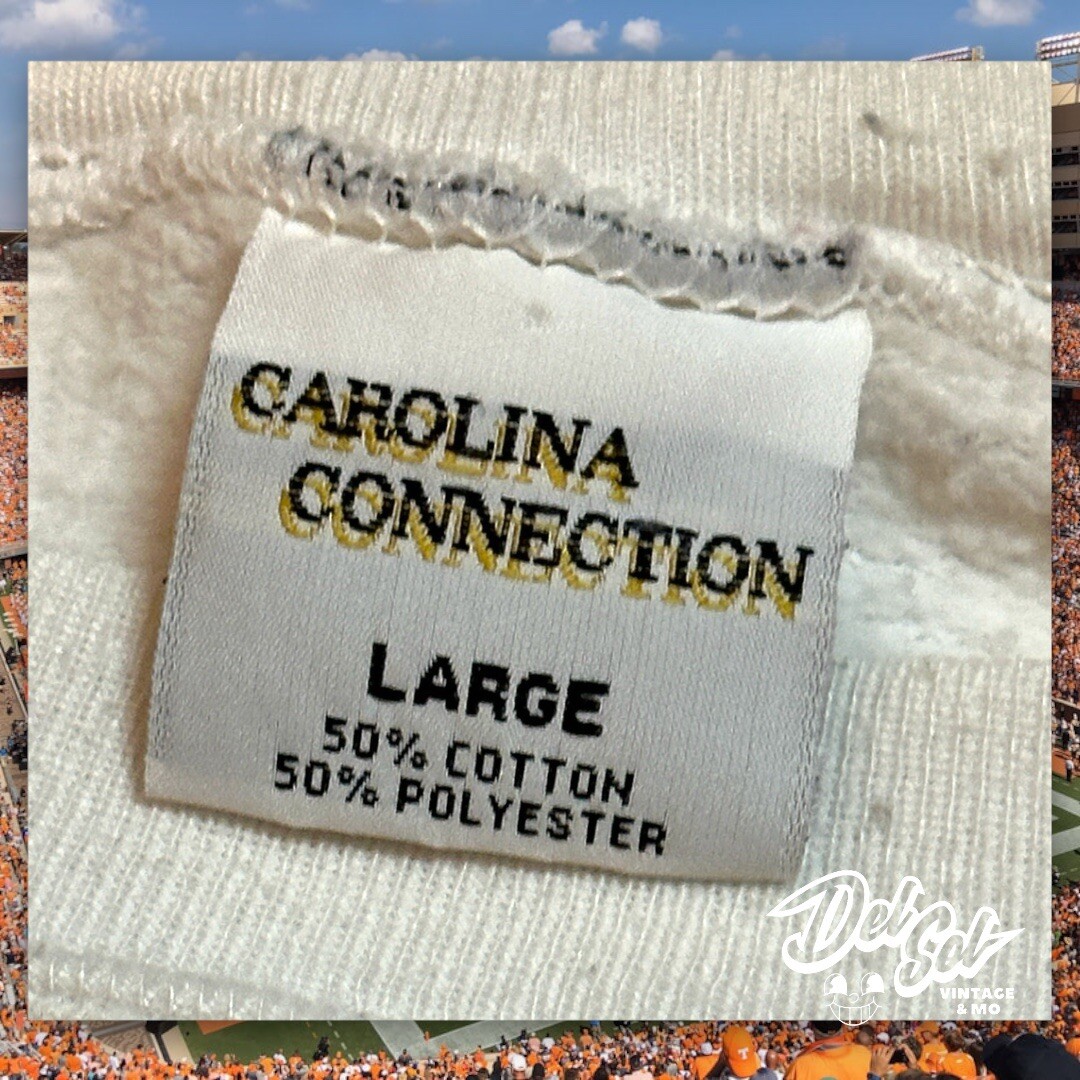 CAROLINA
CONNECTION
LARGE
50% COTTON
50% POLYESTER
Del Sol
VINTAGE
& MO
T